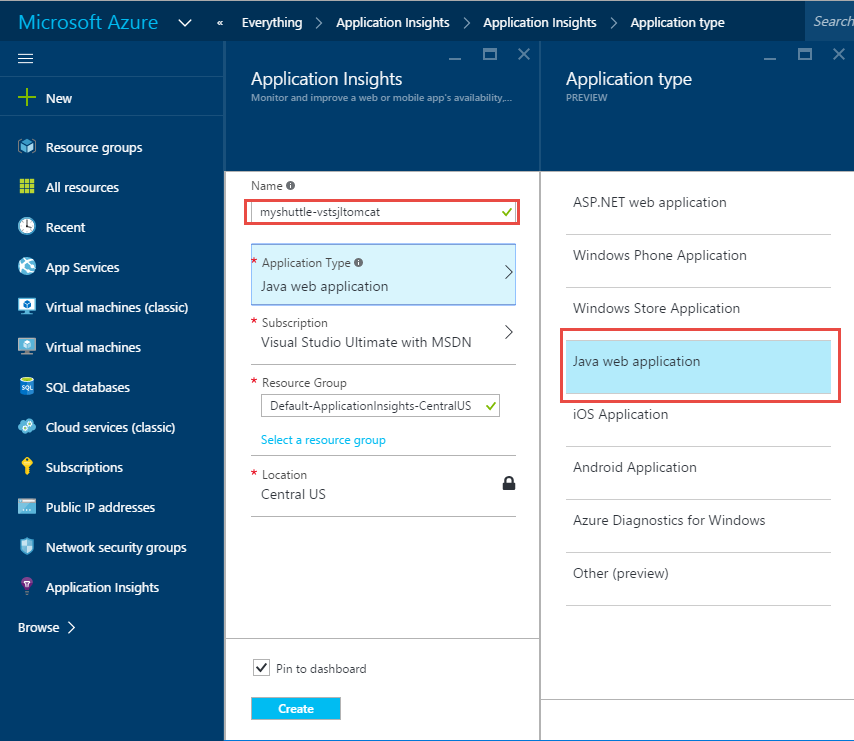 Microsoft Azure
« Everything > Application Insights > Application Insights > Application type
Search
New
Resource groups
All resources
Recent
App Services
Virtual machines (classic)
Virtual machines
SQL databases
Cloud services (classic)
Subscriptions
Public IP addresses
Network security groups
Application Insights
Browse >
Application Insights
Monitor and improve a web or mobile app's availability,...
Name
myshuttle-vstsjltomcat
* Application Type
Java web application
* Subscription
Visual Studio Ultimate with MSDN
* Resource Group
Default-ApplicationInsights-CentralUS
Select a resource group
* Location
Central US
Pin to dashboard
Create
Application type
PREVIEW
ASP.NET web application
Windows Phone Application
Windows Store Application
Java web application
iOS Application
Android Application
Azure Diagnostics for Windows
Other (preview)